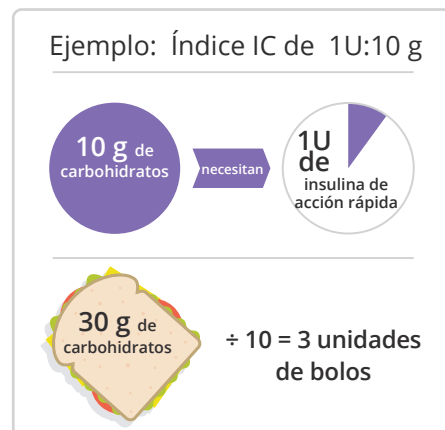 Ejemplo: Índice IC de 1U:10 g
10 g de
carbohidratos
necesitan
1U
de
insulina de
acción rápida
30 g de
carbohidratos
÷ 10 = 3 unidades
de bolos